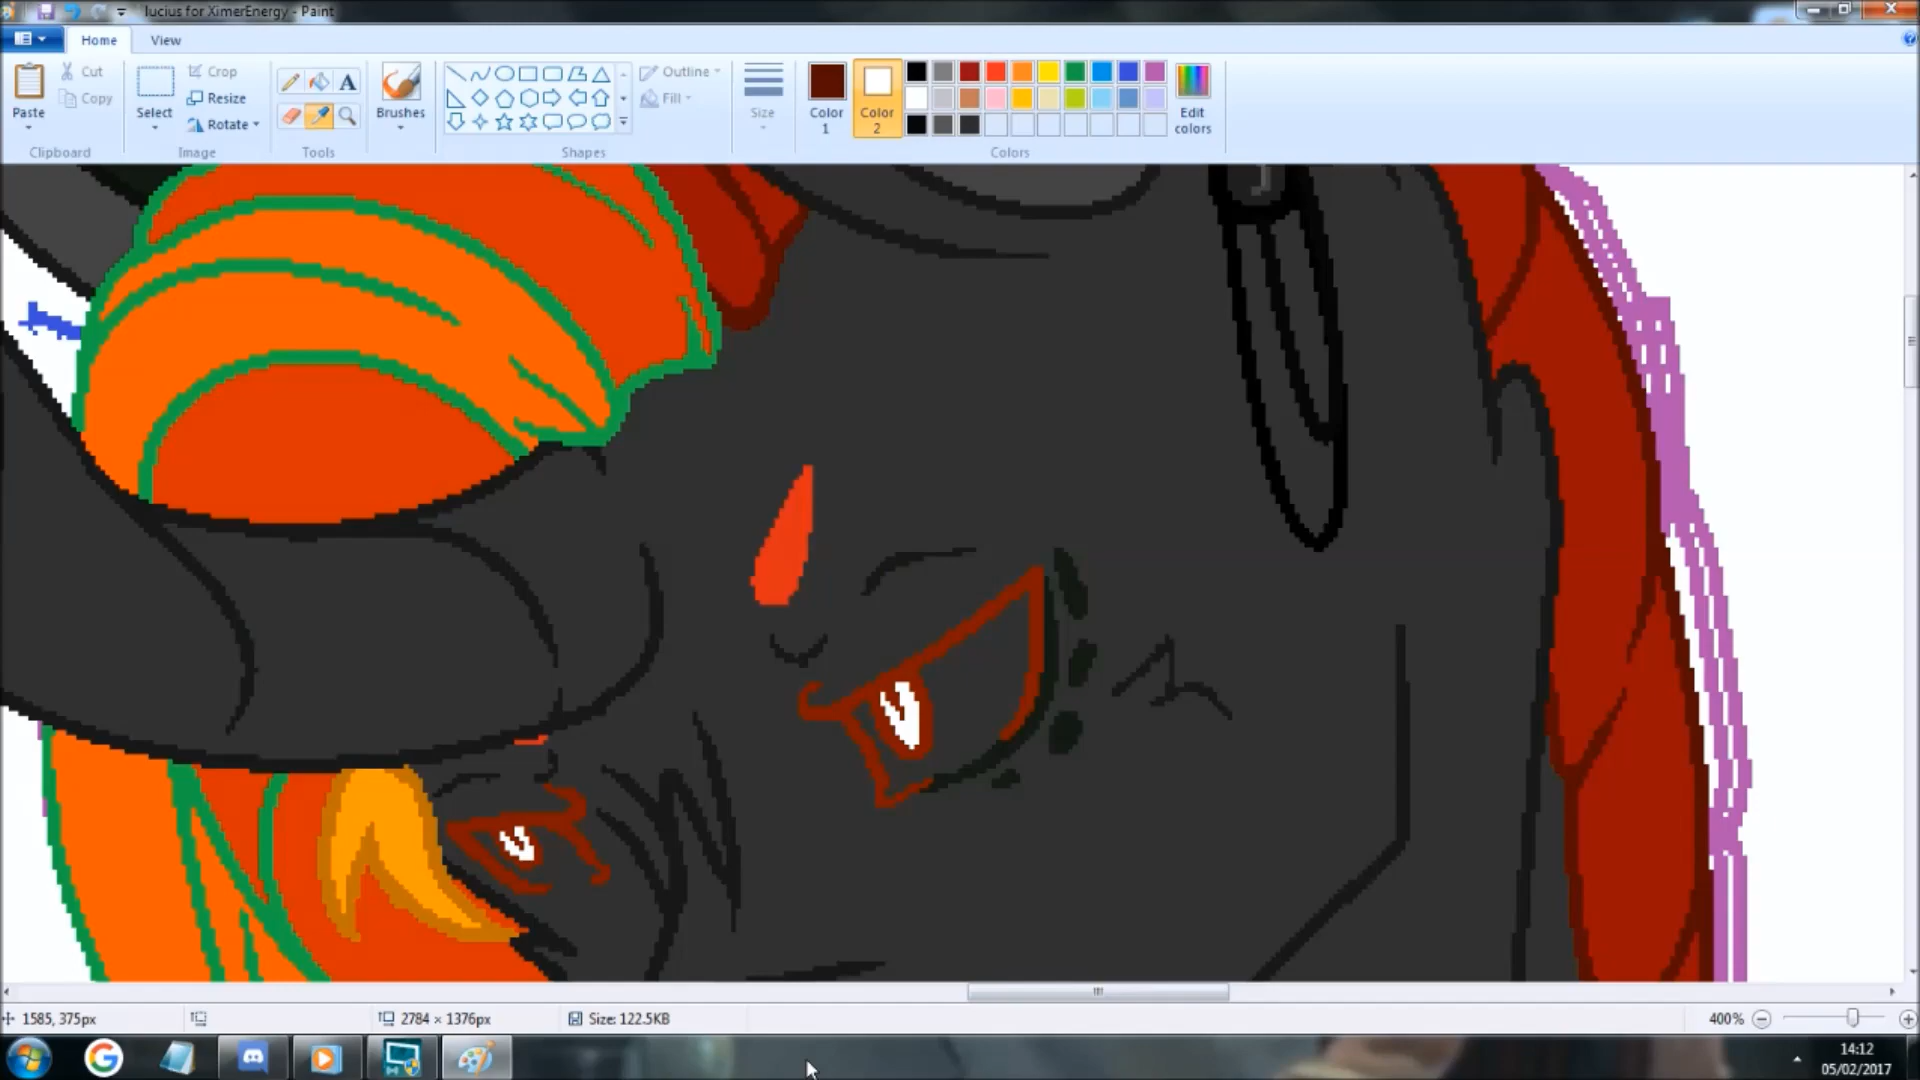 lucius for XimerEnergy - Paint
Home
View
Paste
Cut
Copy
Clipboard
Select
Crop
Resize
Rotate
Image
A
Tools
Brushes
Outline
Fill
Shapes
Size
Color 1
Color 2
Edit colors
Colors
1585, 375px
2784 × 1376px
Size: 122.5KB
400%
14:12
05/02/2017